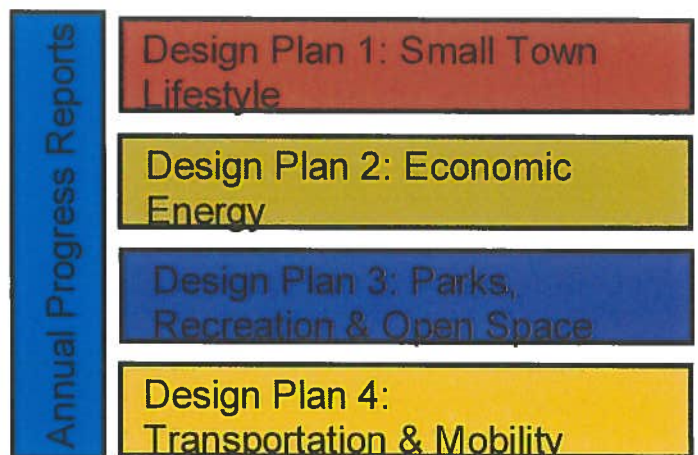 Annual Progress Reports
Design Plan 1: Small Town
Lifestyle
Design Plan 2: Economic
Energy
Design Plan 3: Parks,
Recreation & Open Space
Design Plan 4:
Transportation & Mobility